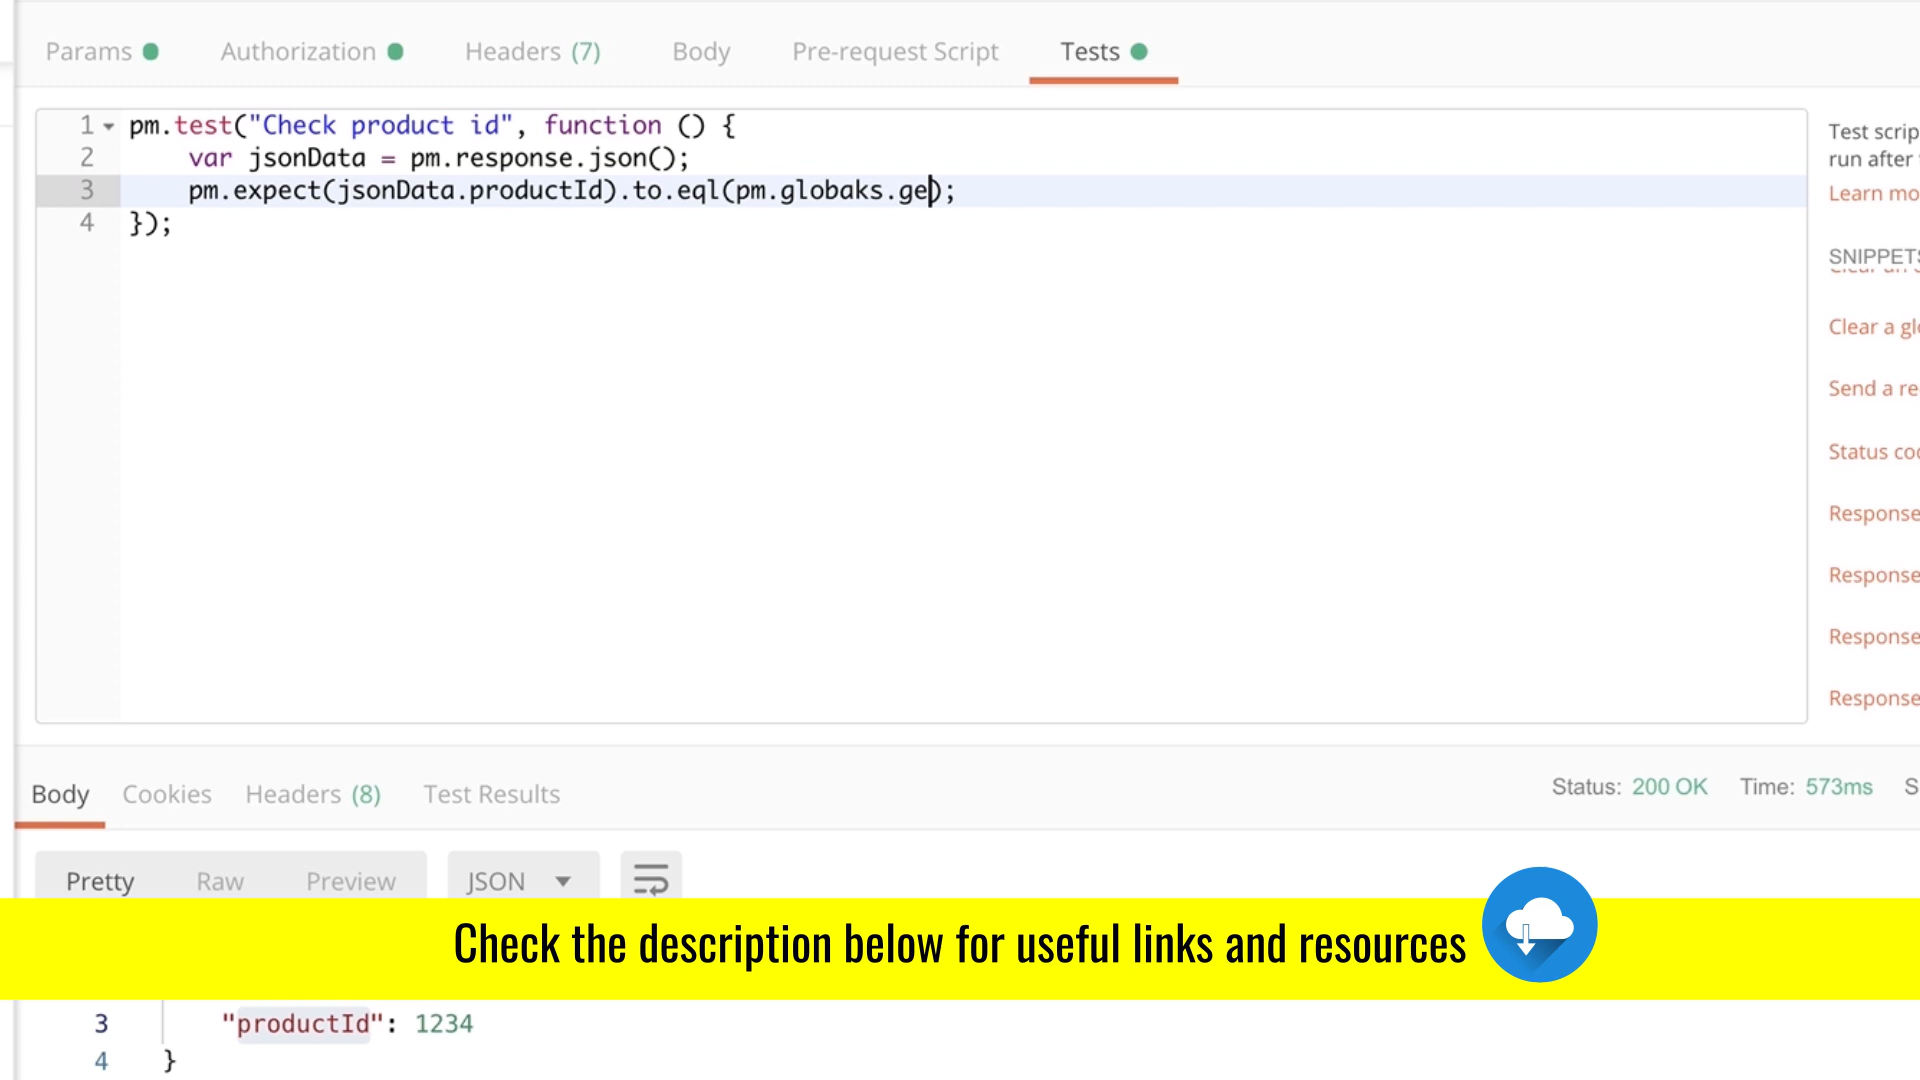 Params Authorization Headers (7) Body Pre-request Script Tests
1 pm.test("Check product id", function () {
2 var jsonData = pm.response.json();
3 pm.expect(jsonData.productId).to.eql(pm.globaks.ge);
4 });
Test scrip
run after
Learn mo
SNIPPETS
Clear a gl
Send a re
Status co
Response
Response
Response
Response
Body Cookies Headers (8) Test Results Status: 200 OK Time: 573ms S
Pretty Raw Preview JSON
Check the description below for useful links and resources
3 "productId": 1234
4 }